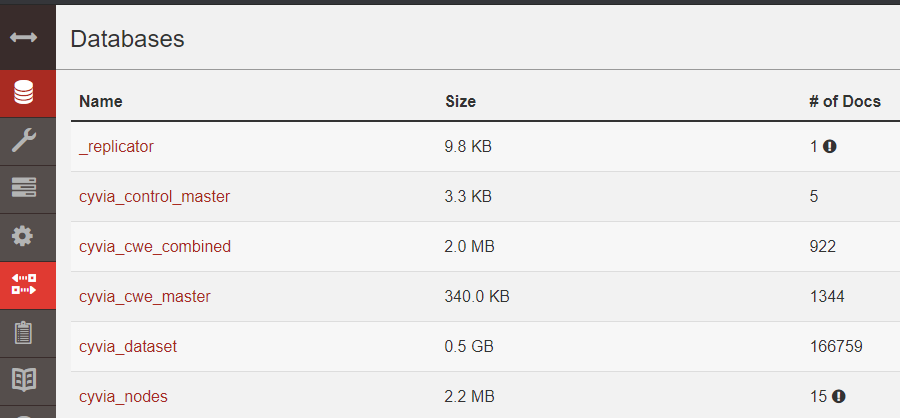 Databases
Name Size # of Docs
_replicator 9.8 KB 1
cyvia_control_master 3.3 KB 5
cyvia_cwe_combined 2.0 MB 922
cyvia_cwe_master 340.0 KB 1344
cyvia_dataset 0.5 GB 166759
cyvia_nodes 2.2 MB 15